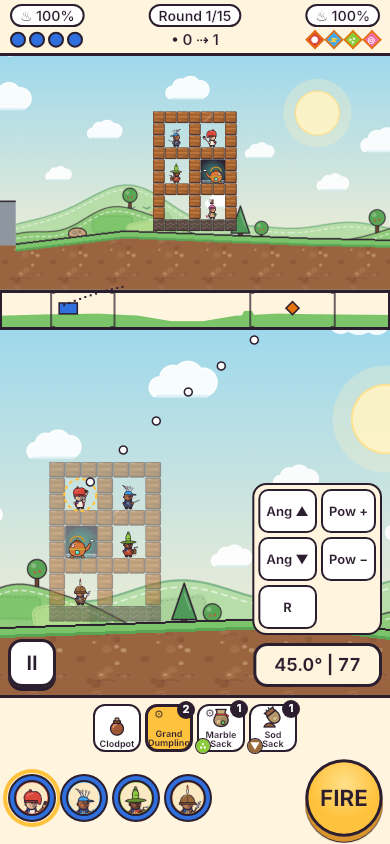 ♨ 100%
Round 1/15
♨ 100%
• 0 ⇢ 1
Ang ▲
Pow +
Ang ▼
Pow −
R
45.0° | 77
2
1
1
Clodpot
Grand Dumpling
Marble Sack
Sod Sack
FIRE